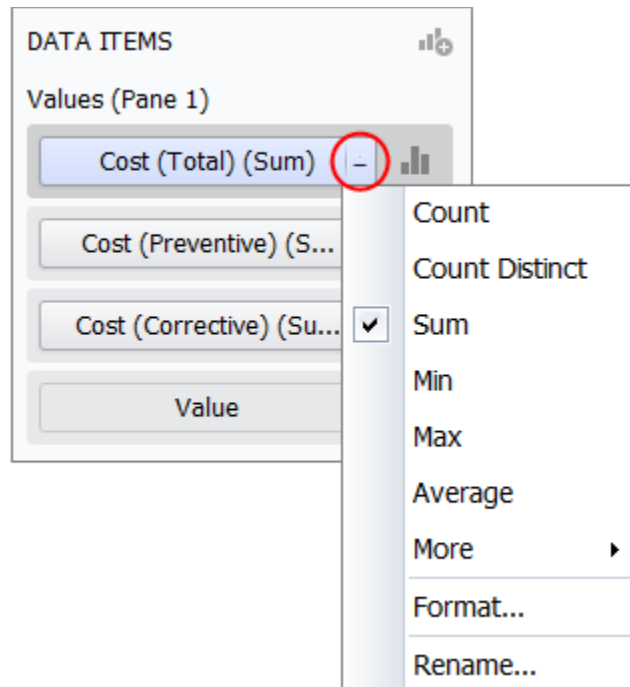 DATA ITEMS
Values (Pane 1)
Cost (Total) (Sum)
Cost (Preventive) (S...
Cost (Corrective) (Su...
Value
Count
Count Distinct
Sum
Min
Max
Average
More
Format...
Rename...